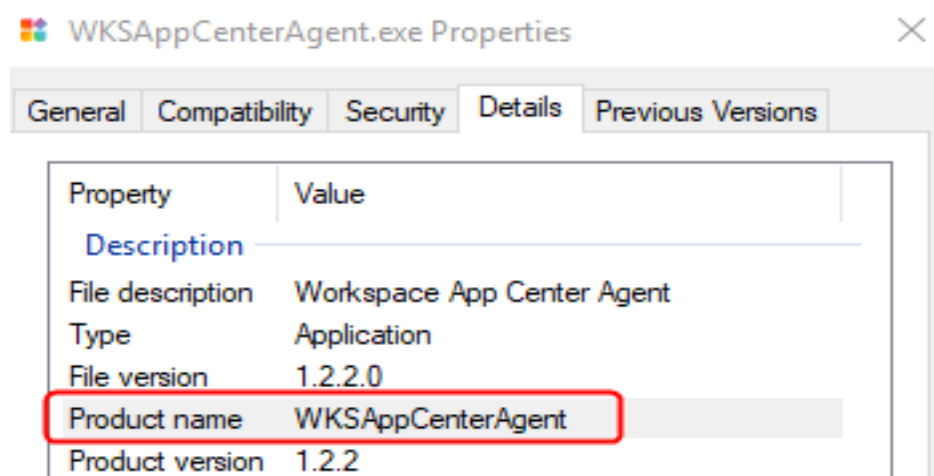 WKSAppCenterAgent.exe Properties
General Compatibility Security Details Previous Versions
Property Value
Description
File description Workspace App Center Agent
Type Application
File version 1.2.2.0
Product name WKSAppCenterAgent
Product version 1.2.2